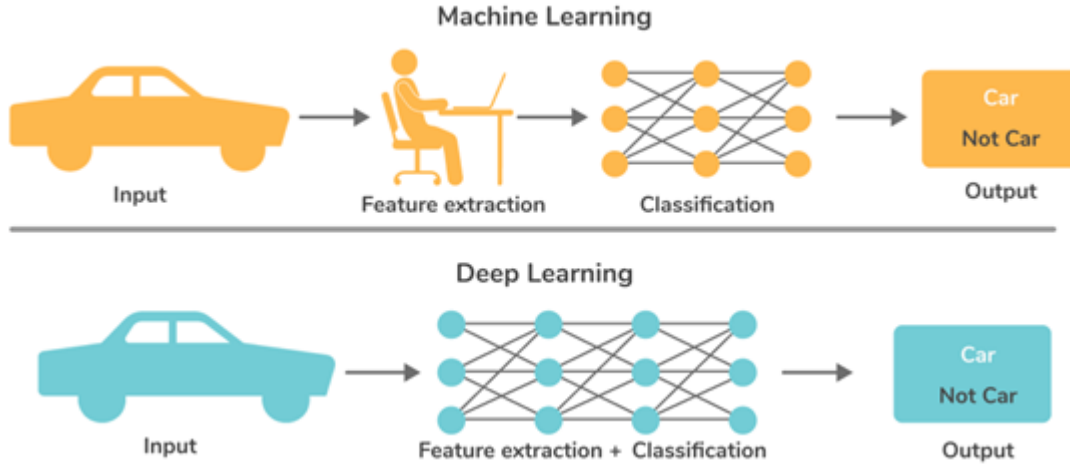 Machine Learning
Car
Not Car
Input
Feature extraction
Classification
Output
Deep Learning
Car
Not Car
Input
Feature extraction + Classification
Output